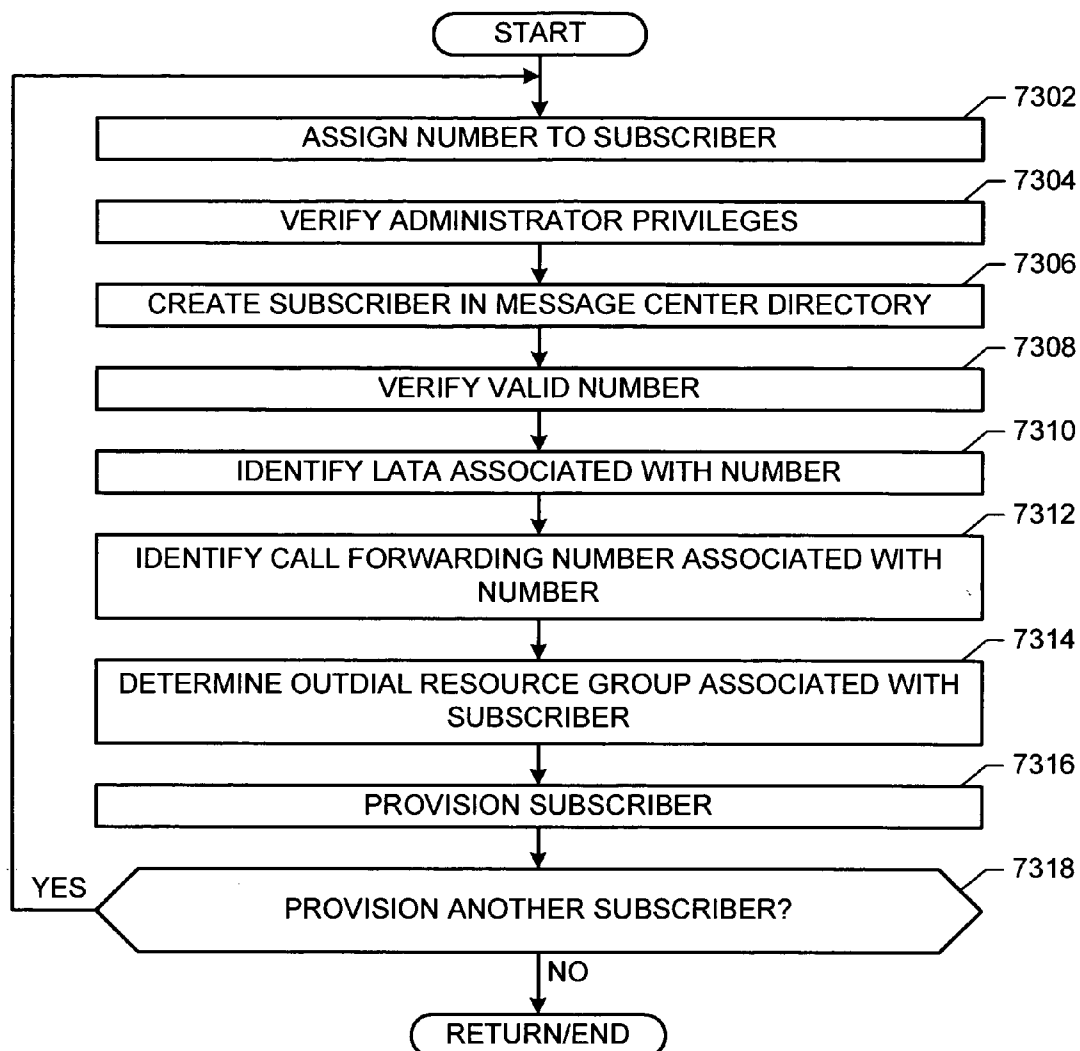 START
7302
ASSIGN NUMBER TO SUBSCRIBER
7304
VERIFY ADMINISTRATOR PRIVILEGES
7306
CREATE SUBSCRIBER IN MESSAGE CENTER DIRECTORY
7308
VERIFY VALID NUMBER
7310
IDENTIFY LATA ASSOCIATED WITH NUMBER
7312
IDENTIFY CALL FORWARDING NUMBER ASSOCIATED WITH
NUMBER
7314
DETERMINE OUTDIAL RESOURCE GROUP ASSOCIATED WITH
SUBSCRIBER
7316
PROVISION SUBSCRIBER
7318
YES
PROVISION ANOTHER SUBSCRIBER?
NO
RETURN/END